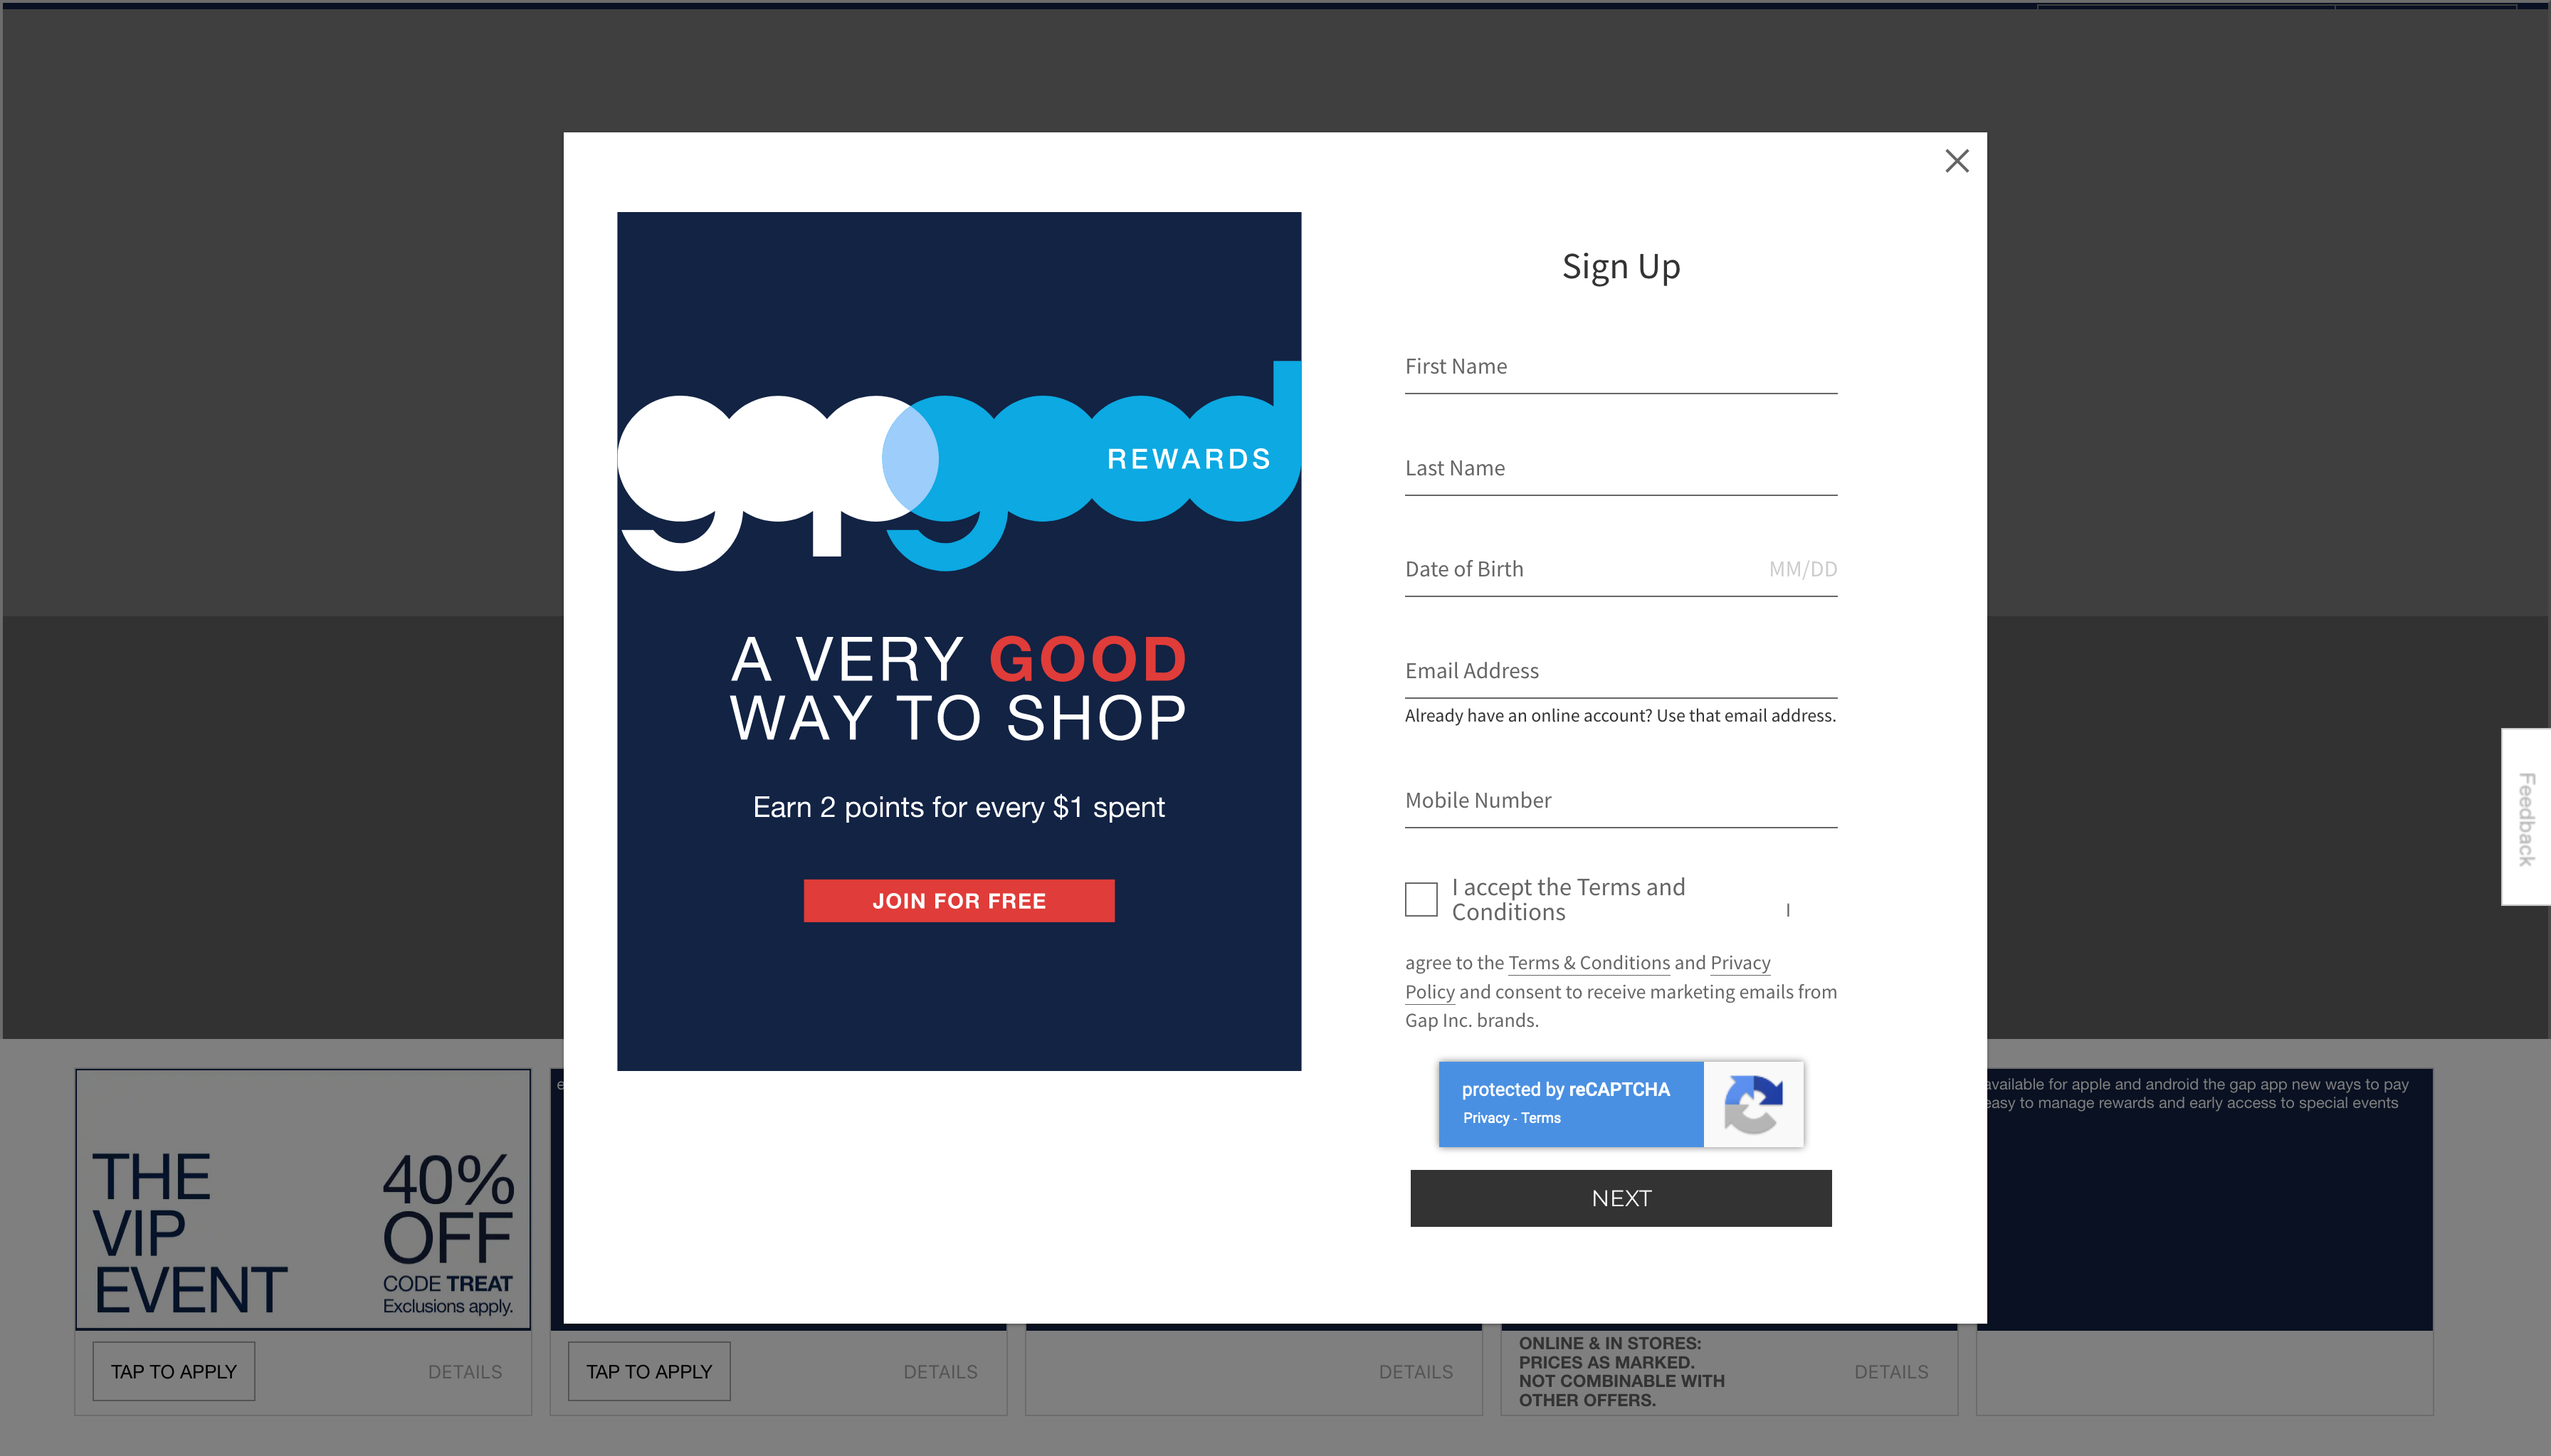 Sign Up
gapgood
REWARDS
A VERY GOOD
WAY TO SHOP
Earn 2 points for every $1 spent
JOIN FOR FREE
First Name
Last Name
Date of Birth MM/DD
Email Address
Already have an online account? Use that email address.
Mobile Number
I accept the Terms and
Conditions
I
agree to the Terms & Conditions and Privacy
Policy and consent to receive marketing emails from
Gap Inc. brands.
protected by reCAPTCHA
Privacy - Terms
NEXT
Feedback
THE
VIP
EVENT
40%
OFF
CODE TREAT
Exclusions apply.
TAP TO APPLY
DETAILS
TAP TO APPLY
DETAILS
DETAILS
ONLINE & IN STORES:
PRICES AS MARKED.
NOT COMBINABLE WITH
OTHER OFFERS.
DETAILS
available for apple and android the gap app new ways to pay
easy to manage rewards and early access to special events